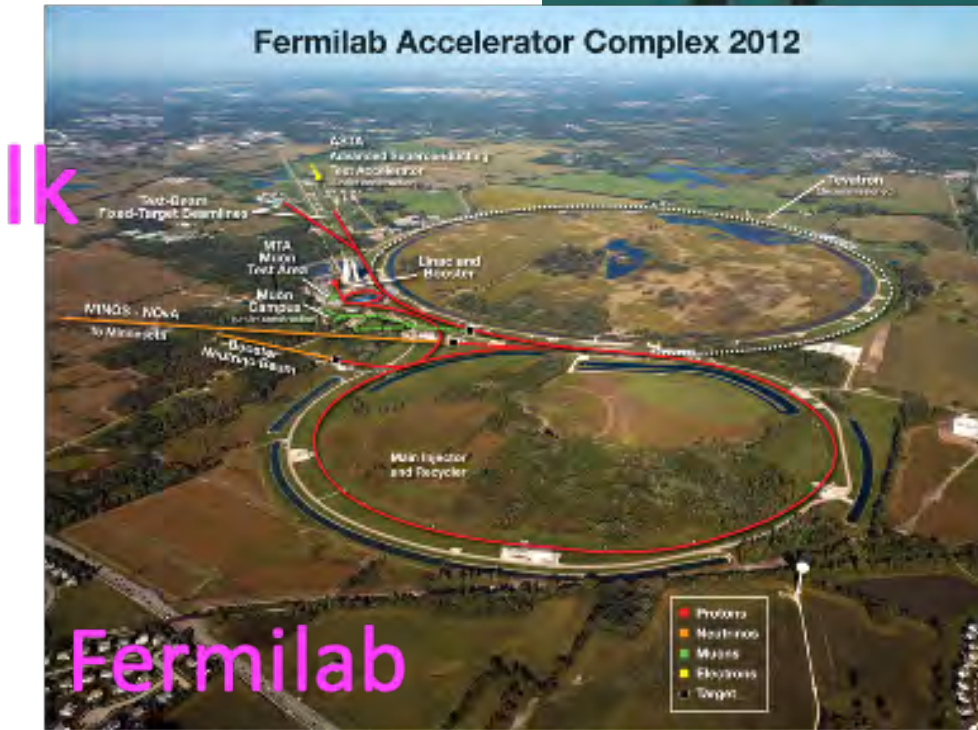 Fermilab Accelerator Complex 2012
lk
ASTA
Advanced Superconducting
Test Accelerator
Tevatron
Test-Beam
Fixed-Target Beamlines
MTA
Muon
Test Area
Linac and
Booster
Muon
Campus
MINOS - NOvA
to Minnesota
Booster
Neutrino Beam
Main Injector
and Recycler
Protons
Neutrinos
Muons
Electrons
Target
Fermilab